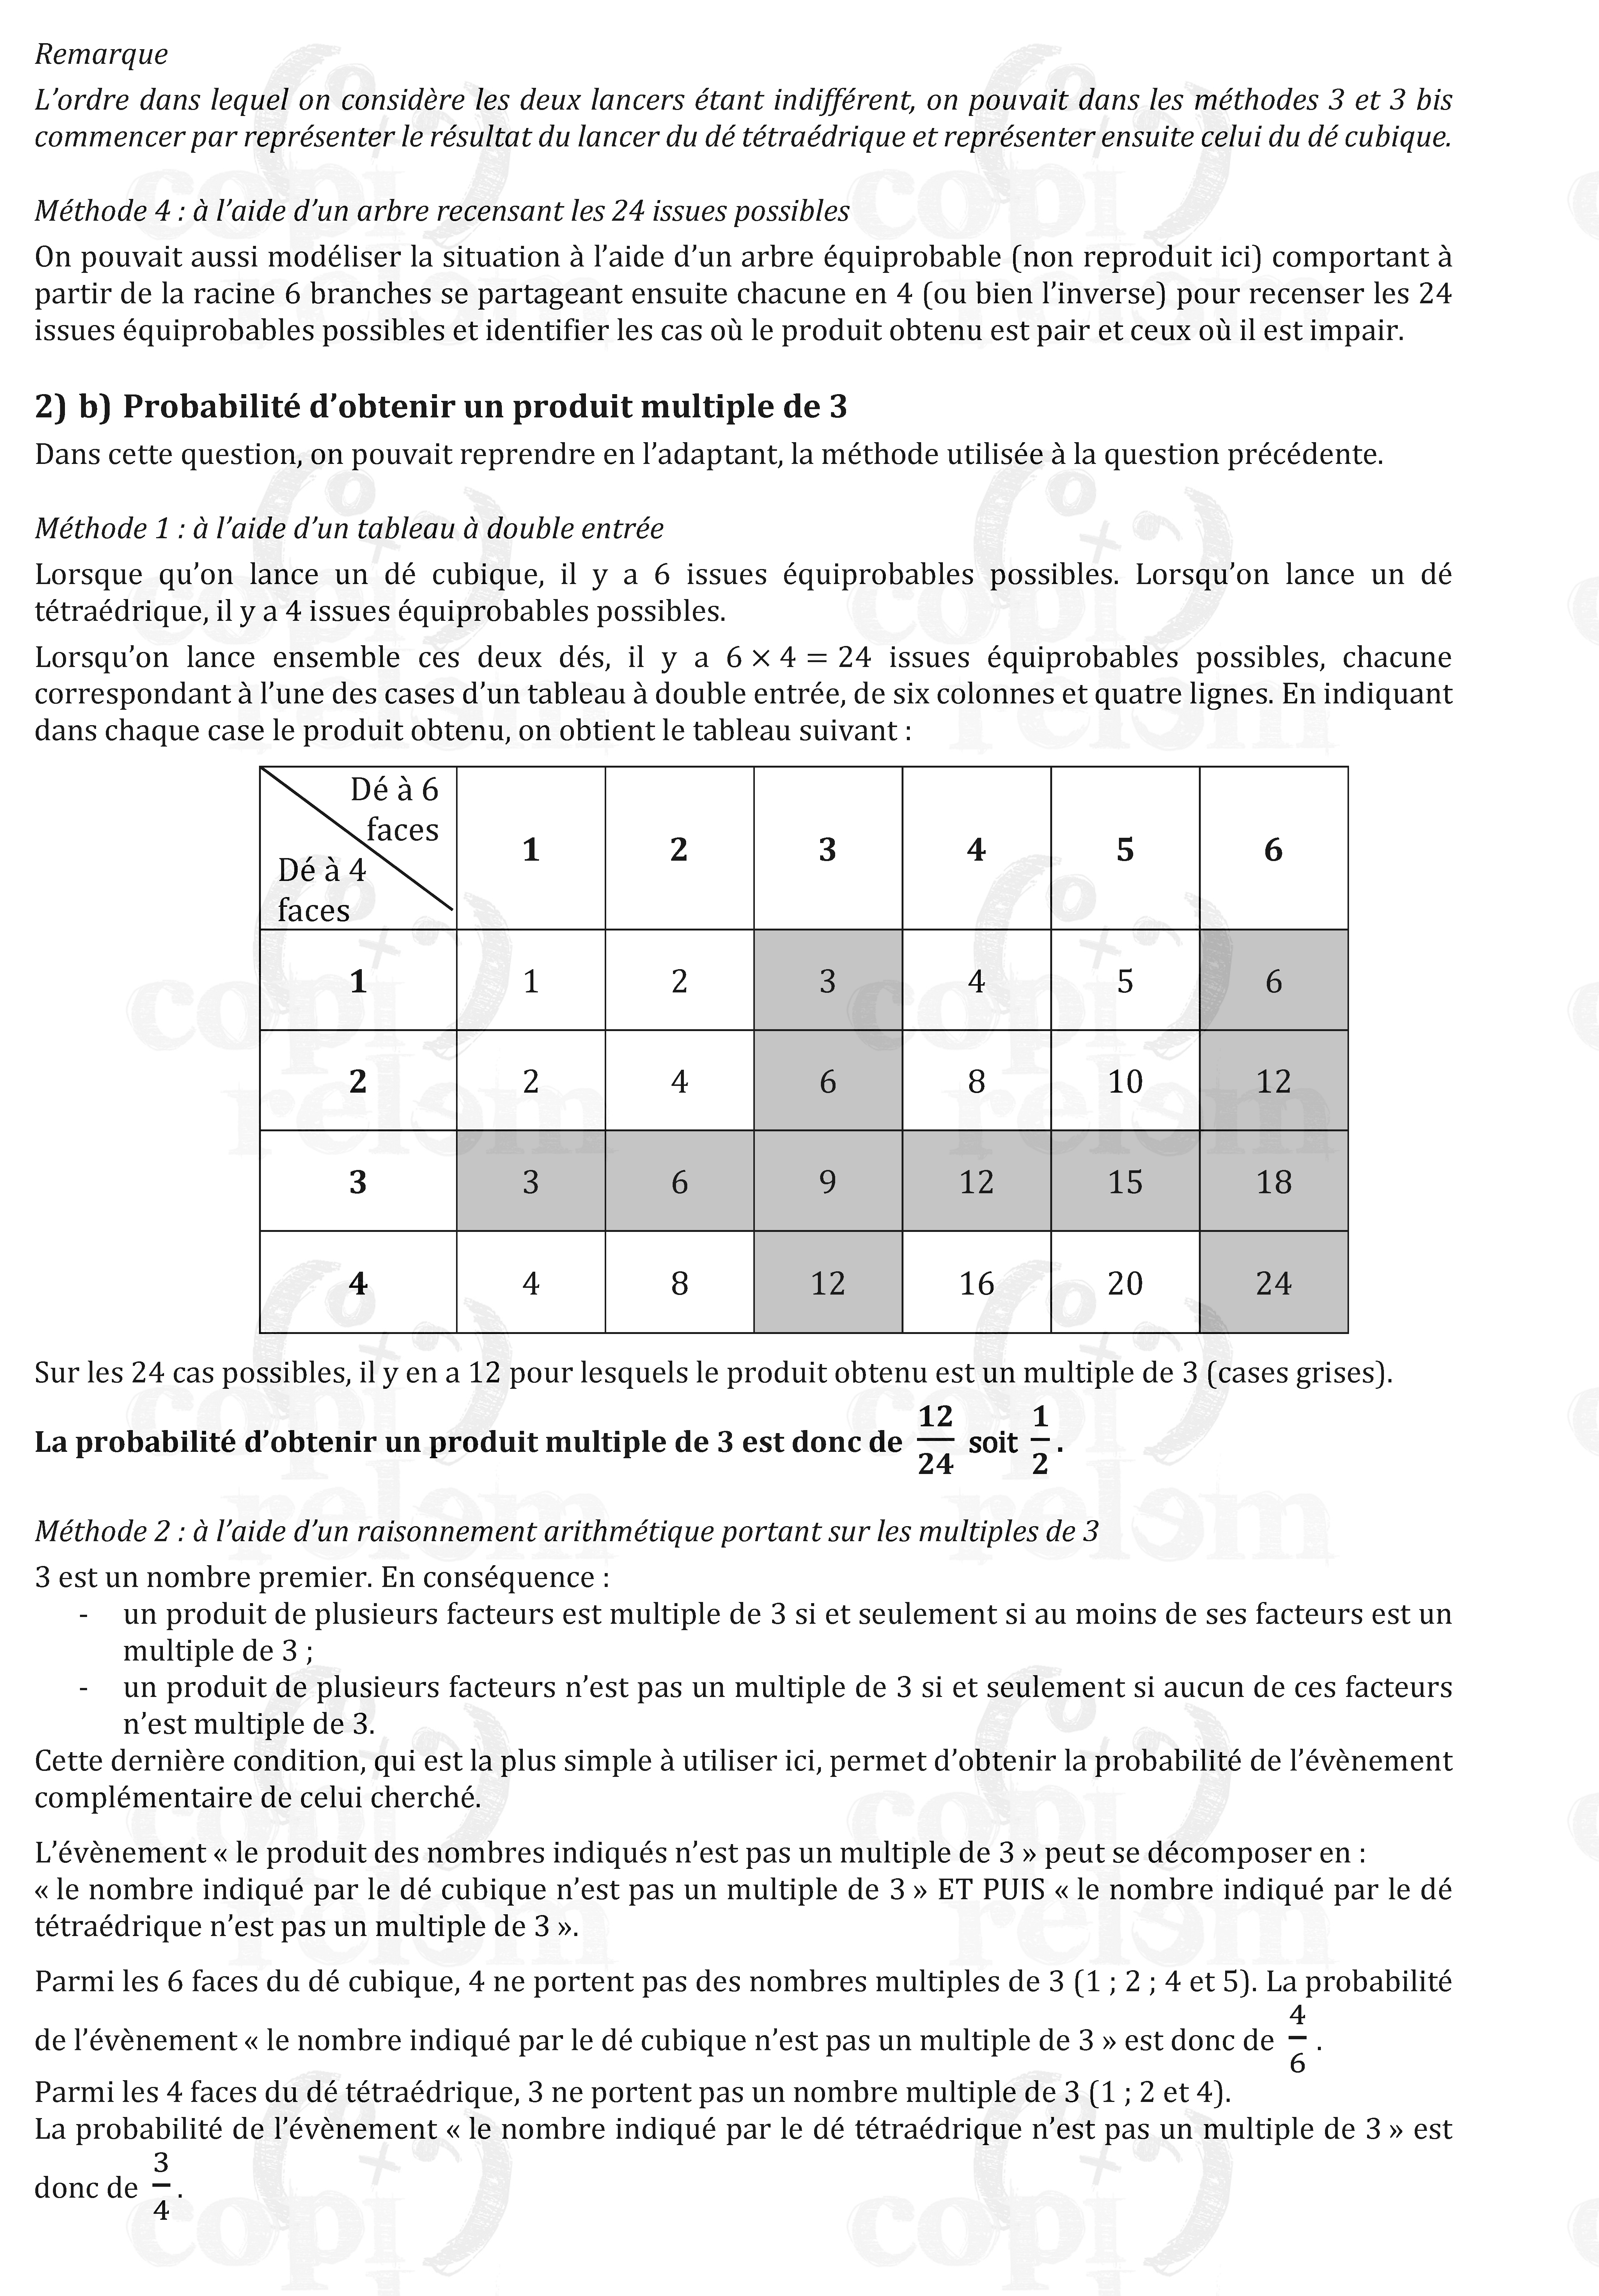 Remarque
L’ordre dans lequel on considère les deux lancers étant indifférent, on pouvait dans les méthodes 3 et 3 bis
commencer par représenter le résultat du lancer du dé tétraédrique et représenter ensuite celui du dé cubique.
Méthode 4 : à l’aide d’un arbre recensant les 24 issues possibles
On pouvait aussi modéliser la situation à l’aide d’un arbre équiprobable (non reproduit ici) comportant à
partir de la racine 6 branches se partageant ensuite chacune en 4 (ou bien l’inverse) pour recenser les 24
issues équiprobables possibles et identifier les cas où le produit obtenu est pair et ceux où il est impair.
2) b) Probabilité d’obtenir un produit multiple de 3
Dans cette question, on pouvait reprendre en l’adaptant, la méthode utilisée à la question précédente.
Méthode 1 : à l’aide d’un tableau à double entrée
Lorsque qu’on lance un dé cubique, il y a 6 issues équiprobables possibles. Lorsqu’on lance un dé
tétraédrique, il y a 4 issues équiprobables possibles.
Lorsqu’on lance ensemble ces deux dés, il y a 6 × 4 = 24 issues équiprobables possibles, chacune
correspondant à l’une des cases d’un tableau à double entrée, de six colonnes et quatre lignes. En indiquant
dans chaque case le produit obtenu, on obtient le tableau suivant :
Dé à 6
faces
Dé à 4
faces
1 2 3 4 5 6
1 1 2 3 4 5 6
2 2 4 6 8 10 12
3 3 6 9 12 15 18
4 4 8 12 16 20 24
Sur les 24 cas possibles, il y en a 12 pour lesquels le produit obtenu est un multiple de 3 (cases grises).
La probabilité d’obtenir un produit multiple de 3 est donc de 12/24 soit 1/2.
Méthode 2 : à l’aide d’un raisonnement arithmétique portant sur les multiples de 3
3 est un nombre premier. En conséquence :
- un produit de plusieurs facteurs est multiple de 3 si et seulement si au moins de ses facteurs est un
multiple de 3 ;
- un produit de plusieurs facteurs n’est pas un multiple de 3 si et seulement si aucun de ces facteurs
n’est multiple de 3.
Cette dernière condition, qui est la plus simple à utiliser ici, permet d’obtenir la probabilité de l’évènement
complémentaire de celui cherché.
L’évènement « le produit des nombres indiqués n’est pas un multiple de 3 » peut se décomposer en :
« le nombre indiqué par le dé cubique n’est pas un multiple de 3 » ET PUIS « le nombre indiqué par le dé
tétraédrique n’est pas un multiple de 3 ».
Parmi les 6 faces du dé cubique, 4 ne portent pas des nombres multiples de 3 (1 ; 2 ; 4 et 5). La probabilité
de l’évènement « le nombre indiqué par le dé cubique n’est pas un multiple de 3 » est donc de 4/6 .
Parmi les 4 faces du dé tétraédrique, 3 ne portent pas un nombre multiple de 3 (1 ; 2 et 4).
La probabilité de l’évènement « le nombre indiqué par le dé tétraédrique n’est pas un multiple de 3 » est
donc de 3/4 .